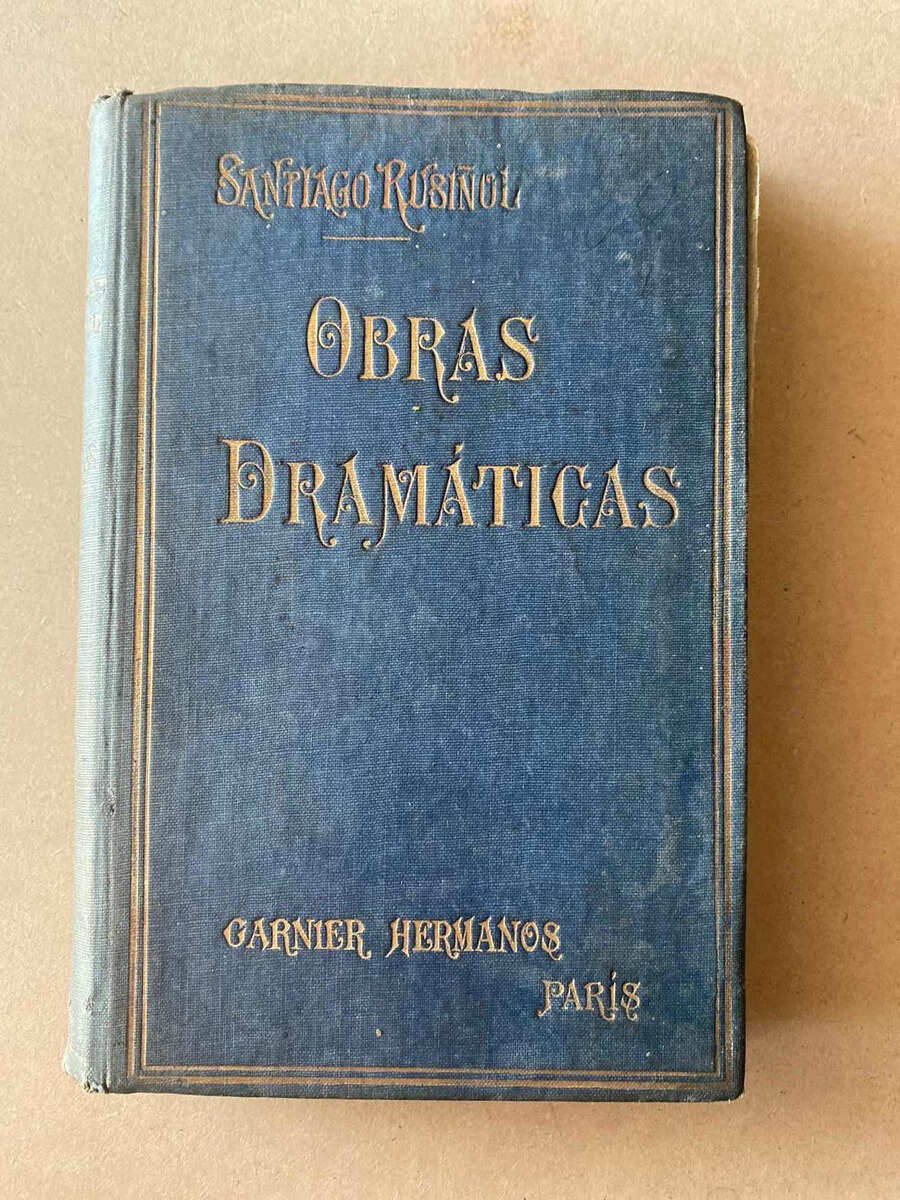 SANTIAGO RUSIÑOL
OBRAS
DRAMÁTICAS
GARNIER HERMANOS
PARÍS